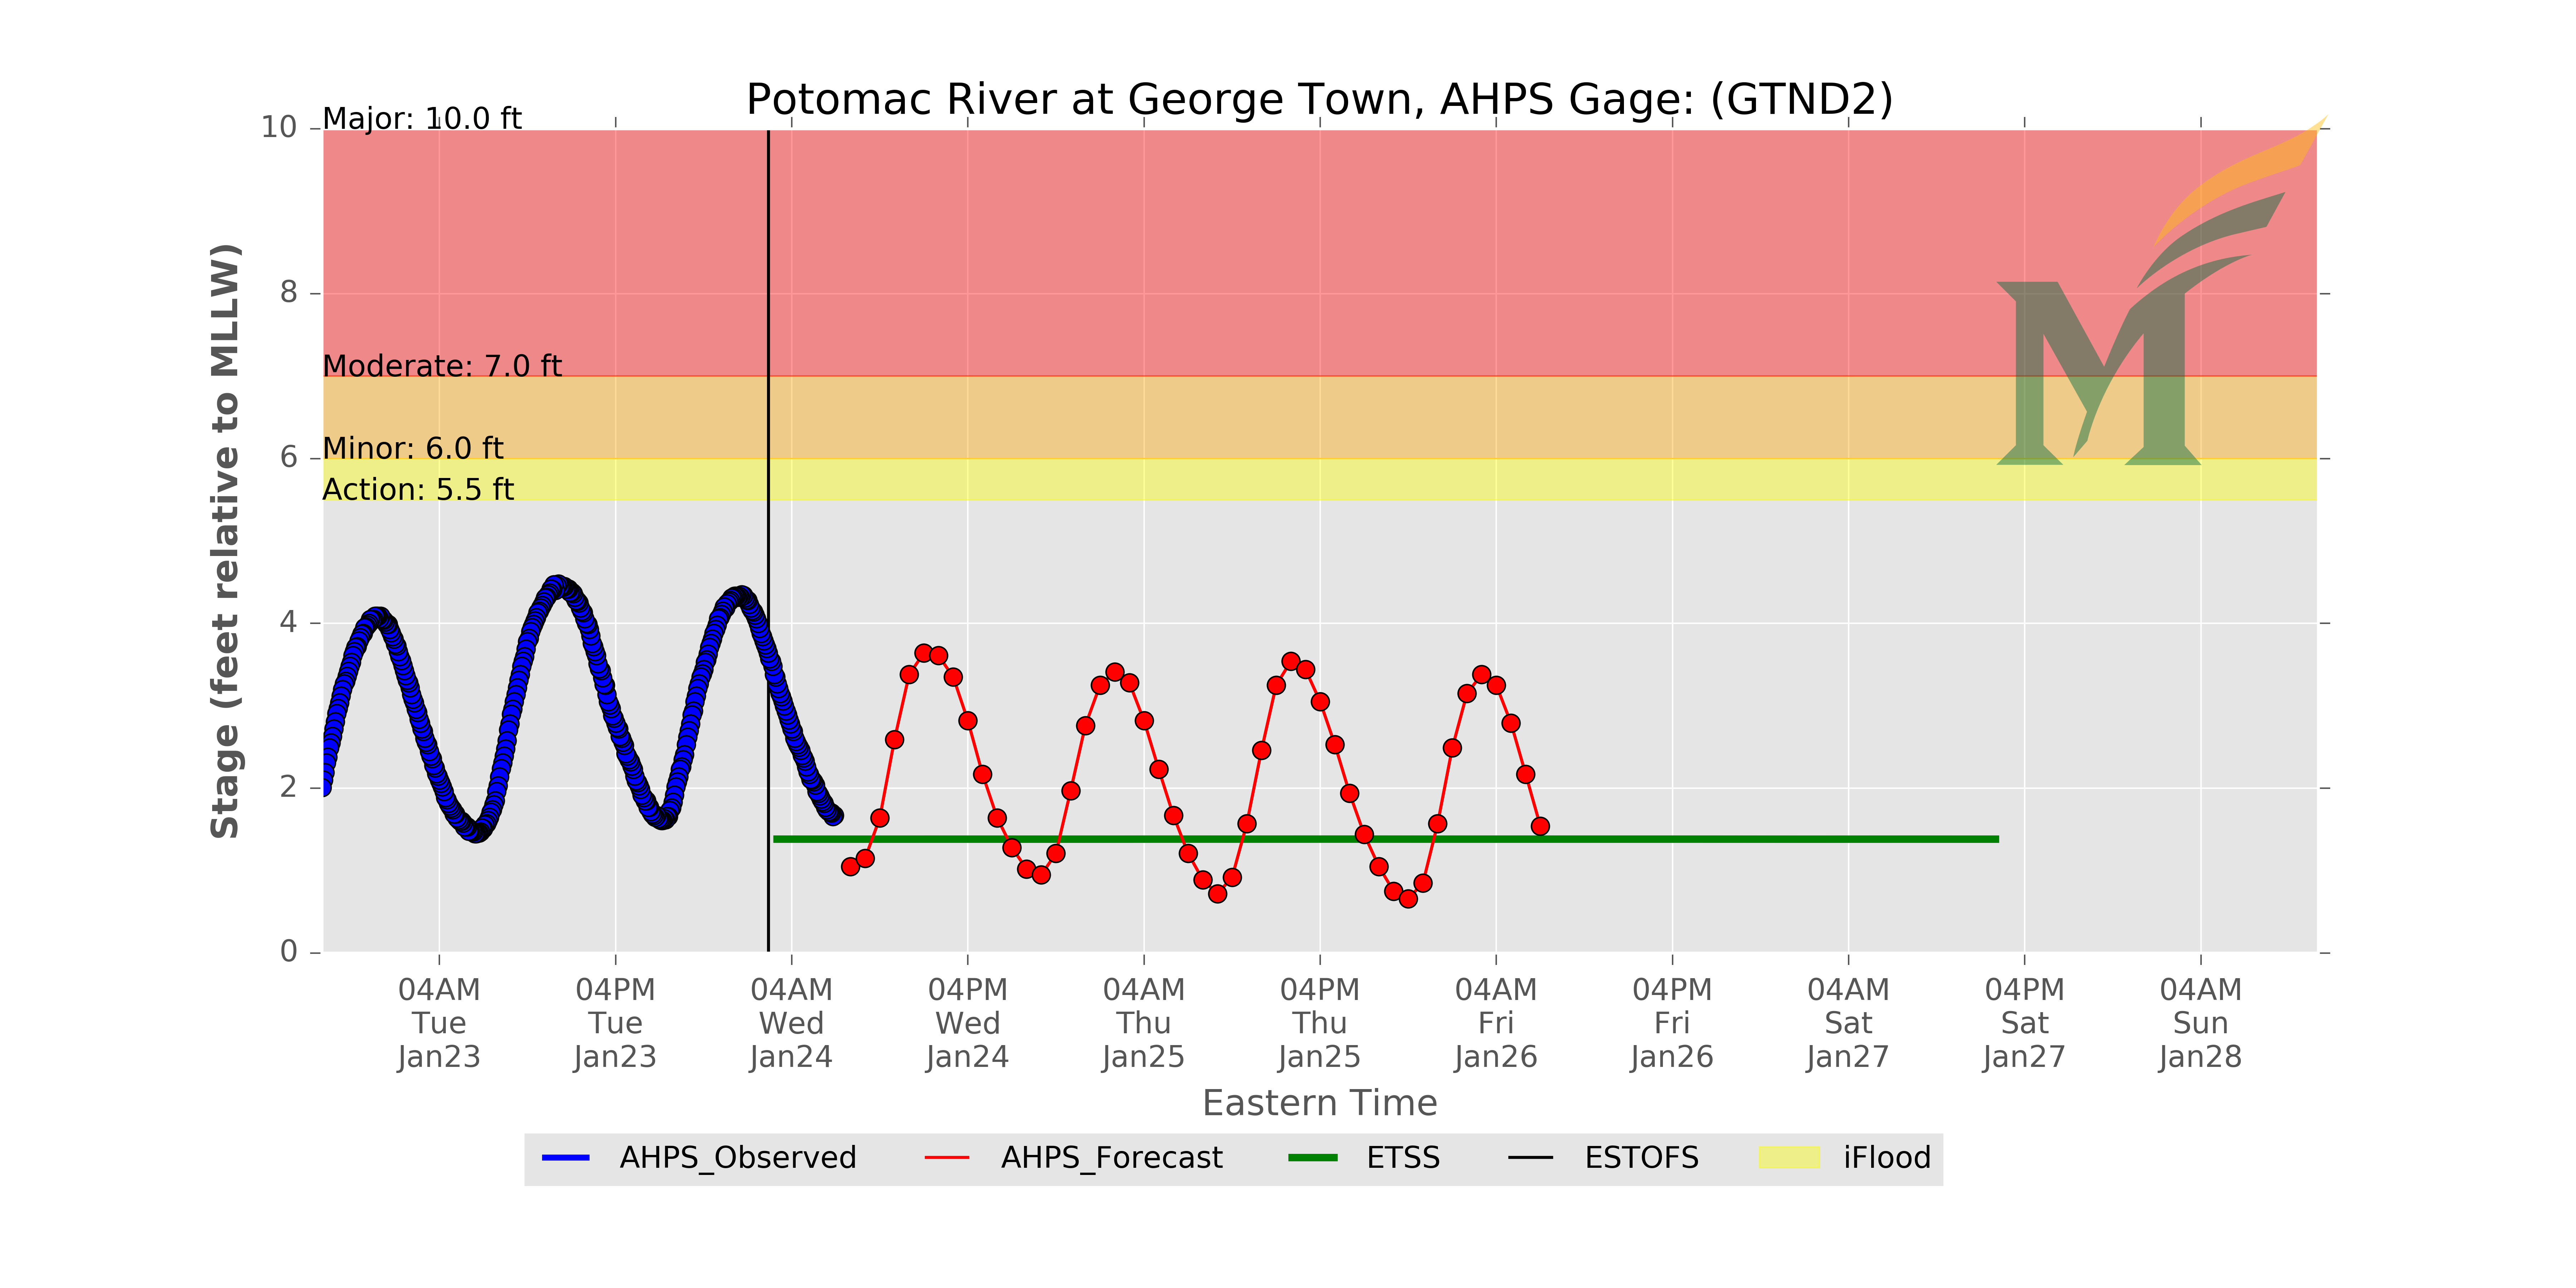 Potomac River at George Town, AHPS Gage: (GTND2)
Major: 10.0 ft
Moderate: 7.0 ft
Minor: 6.0 ft
Action: 5.5 ft
Stage (feet relative to MLLW)
10
8
6
4
2
0
04AM 04PM 04AM 04PM 04AM 04PM 04AM 04PM 04AM 04PM 04AM
Tue Tue Wed Wed Thu Thu Fri Fri Sat Sat Sun
Jan23 Jan23 Jan24 Jan24 Jan25 Jan25 Jan26 Jan26 Jan27 Jan27 Jan28
Eastern Time
AHPS_Observed AHPS_Forecast ETSS ESTOFS iFlood
M